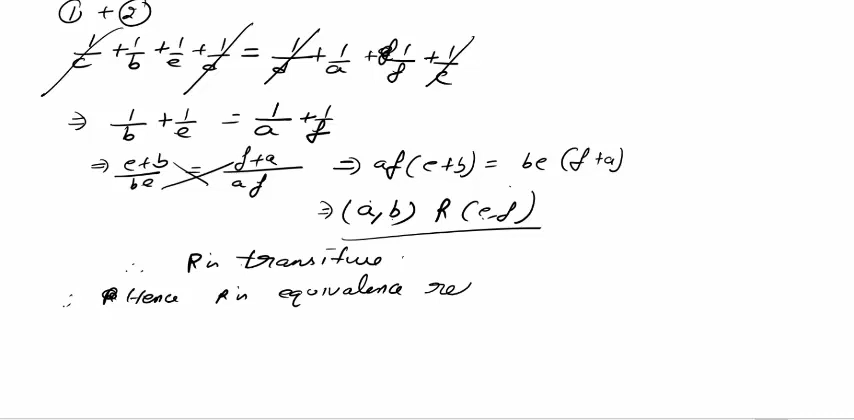 ① + ②
1/c + 1/b + 1/e + 1/d = 1/d + 1/a + 1/f + 1/c
⇒ 1/b + 1/e = 1/a + 1/f
⇒ e+b/be = f+a/af ⇒ af(e+b) = be (f+a)
⇒ (a,b) R (e,f)
∴ R is transitive.
∴ Hence R is equivalence re